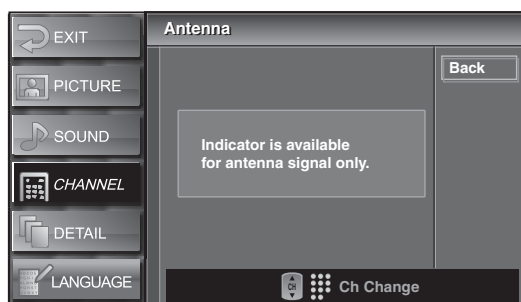 EXIT
PICTURE
SOUND
CHANNEL
DETAIL
LANGUAGE
Antenna
Back
Indicator is available
for antenna signal only.
CH
Ch Change